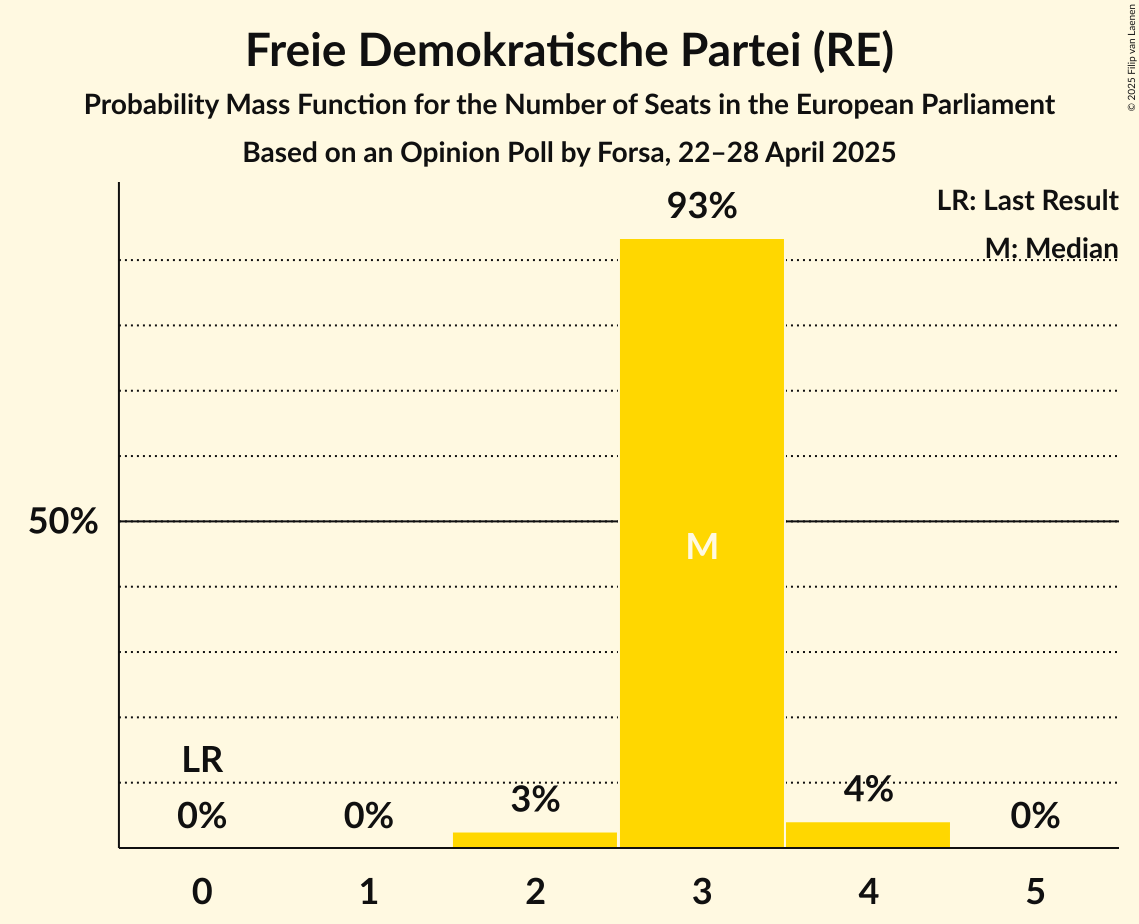 Freie Demokratische Partei (RE)
Probability Mass Function for the Number of Seats in the European Parliament
Based on an Opinion Poll by Forsa, 22–28 April 2025
© 2025 Filip van Laenen
LR: Last Result
M: Median
93%
50%
M
LR
0%
0%
3%
4%
0%
0
1
2
3
4
5